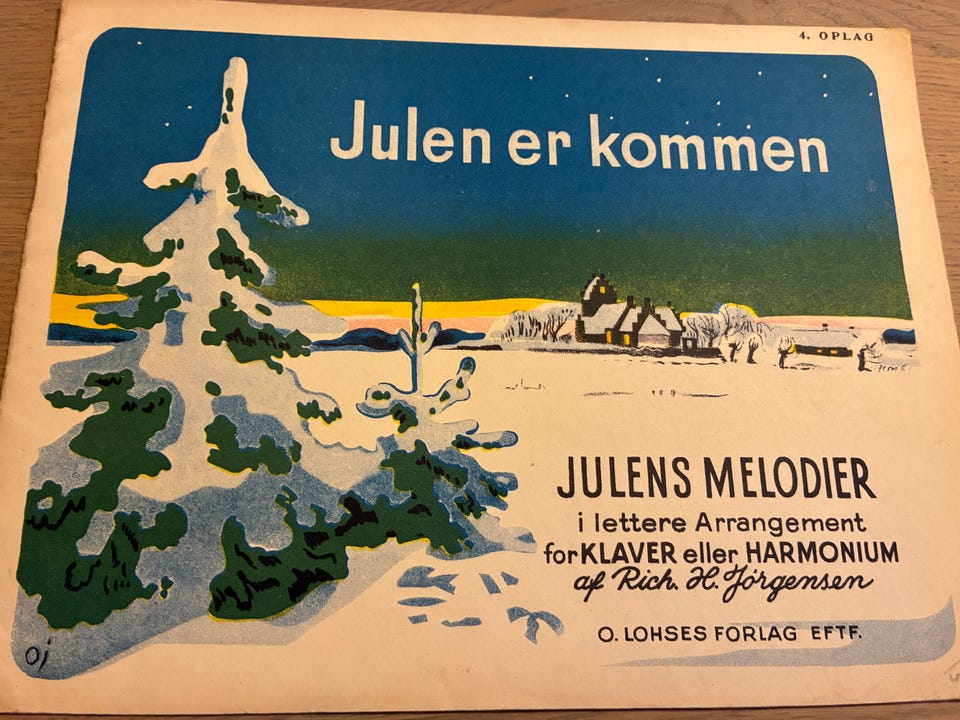 4. OPLAG
Julen er kommen
JULENS MELODIER
i lettere Arrangement
for KLAVER eller HARMONIUM
af Rich. H. Jörgensen
O. LOHSES FORLAG EFTF.
oj